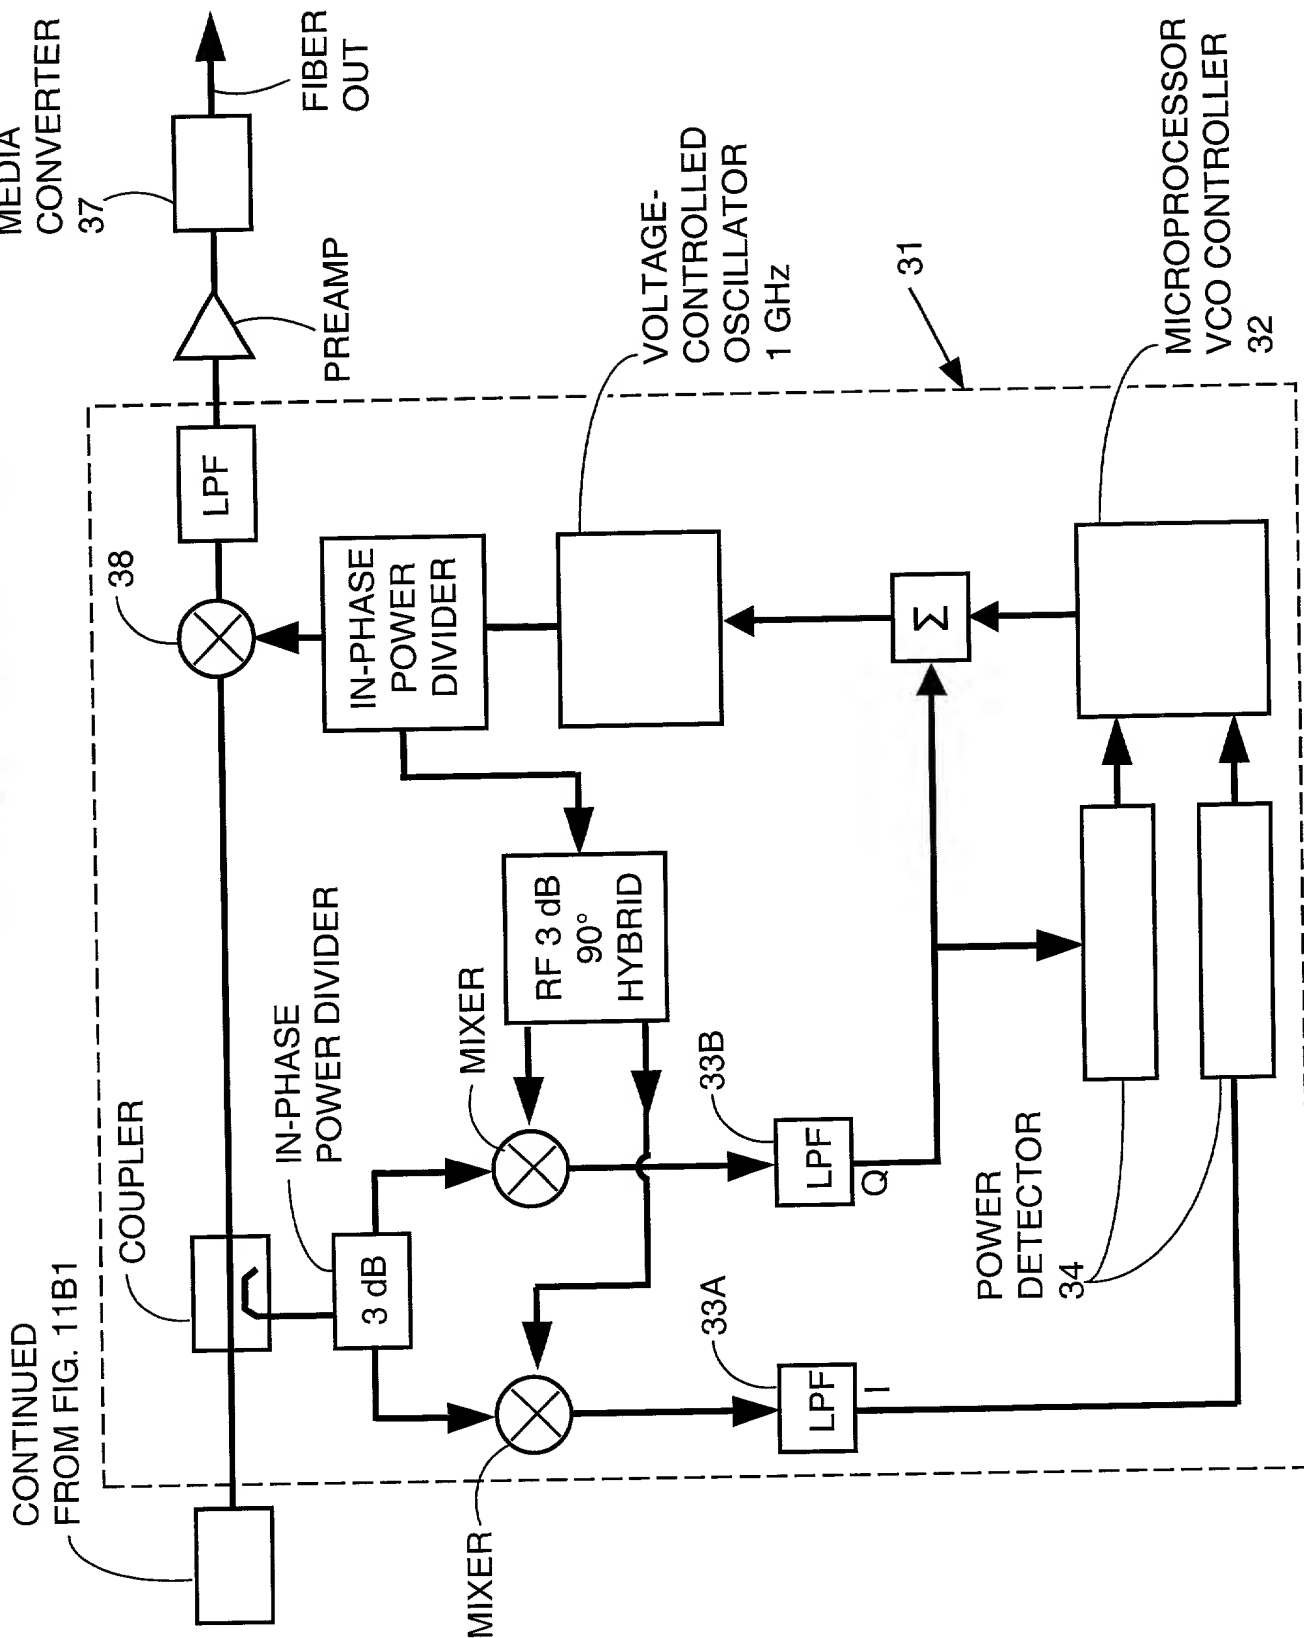 CONTINUED
FROM FIG. 11B1
COUPLER
38
LPF
PREAMP
MEDIA
CONVERTER
37
FIBER
OUT
IN-PHASE
POWER DIVIDER
3 dB
MIXER
MIXER
RF 3 dB
90°
HYBRID
IN-PHASE
POWER
DIVIDER
VOLTAGE-
CONTROLLED
OSCILLATOR
1 GHz
33A
LPF
I
33B
LPF
Q
Σ
31
POWER
DETECTOR
34
MICROPROCESSOR
VCO CONTROLLER
32